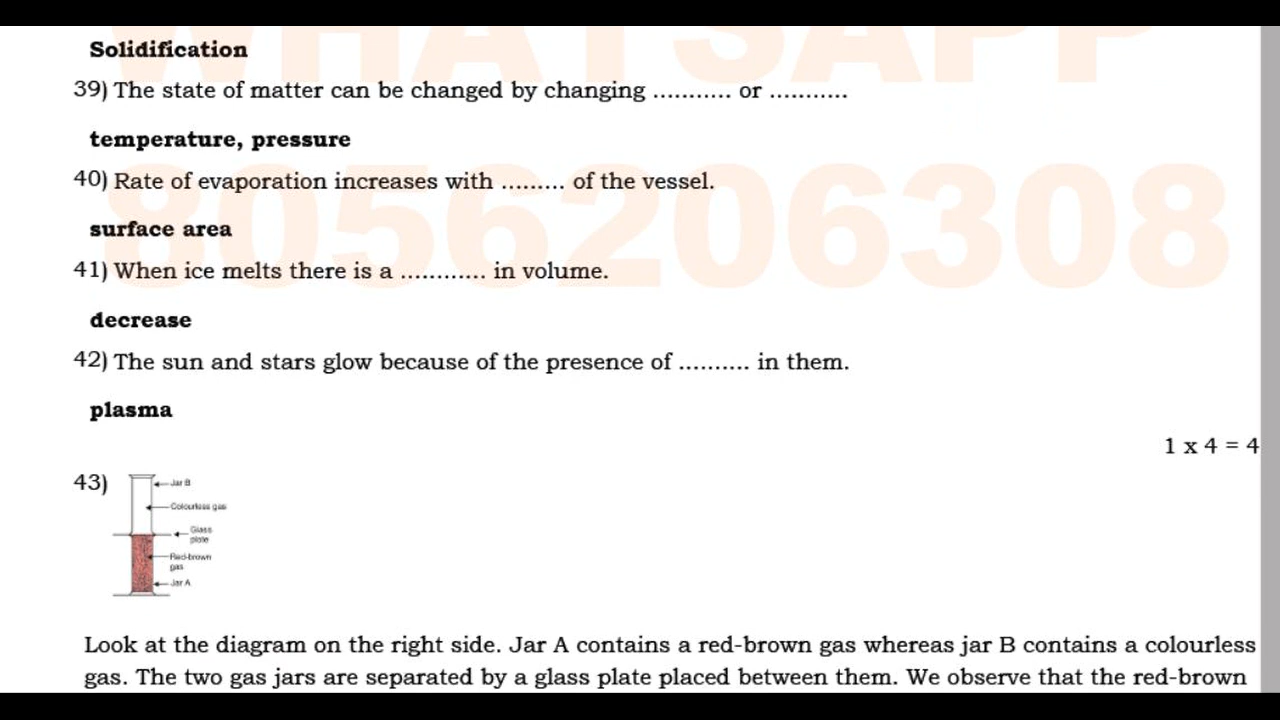 WHATSAPP
Solidification
39) The state of matter can be changed by changing ........... or ...........
temperature, pressure
40) Rate of evaporation increases with ......... of the vessel.
8056206308
surface area
41) When ice melts there is a ............ in volume.
decrease
42) The sun and stars glow because of the presence of .......... in them.
plasma
1 x 4 = 4
43)
Jar B
Colourless gas
Glass
plate
Red-brown
gas
Jar A
Look at the diagram on the right side. Jar A contains a red-brown gas whereas jar B contains a colourless
gas. The two gas jars are separated by a glass plate placed between them. We observe that the red-brown